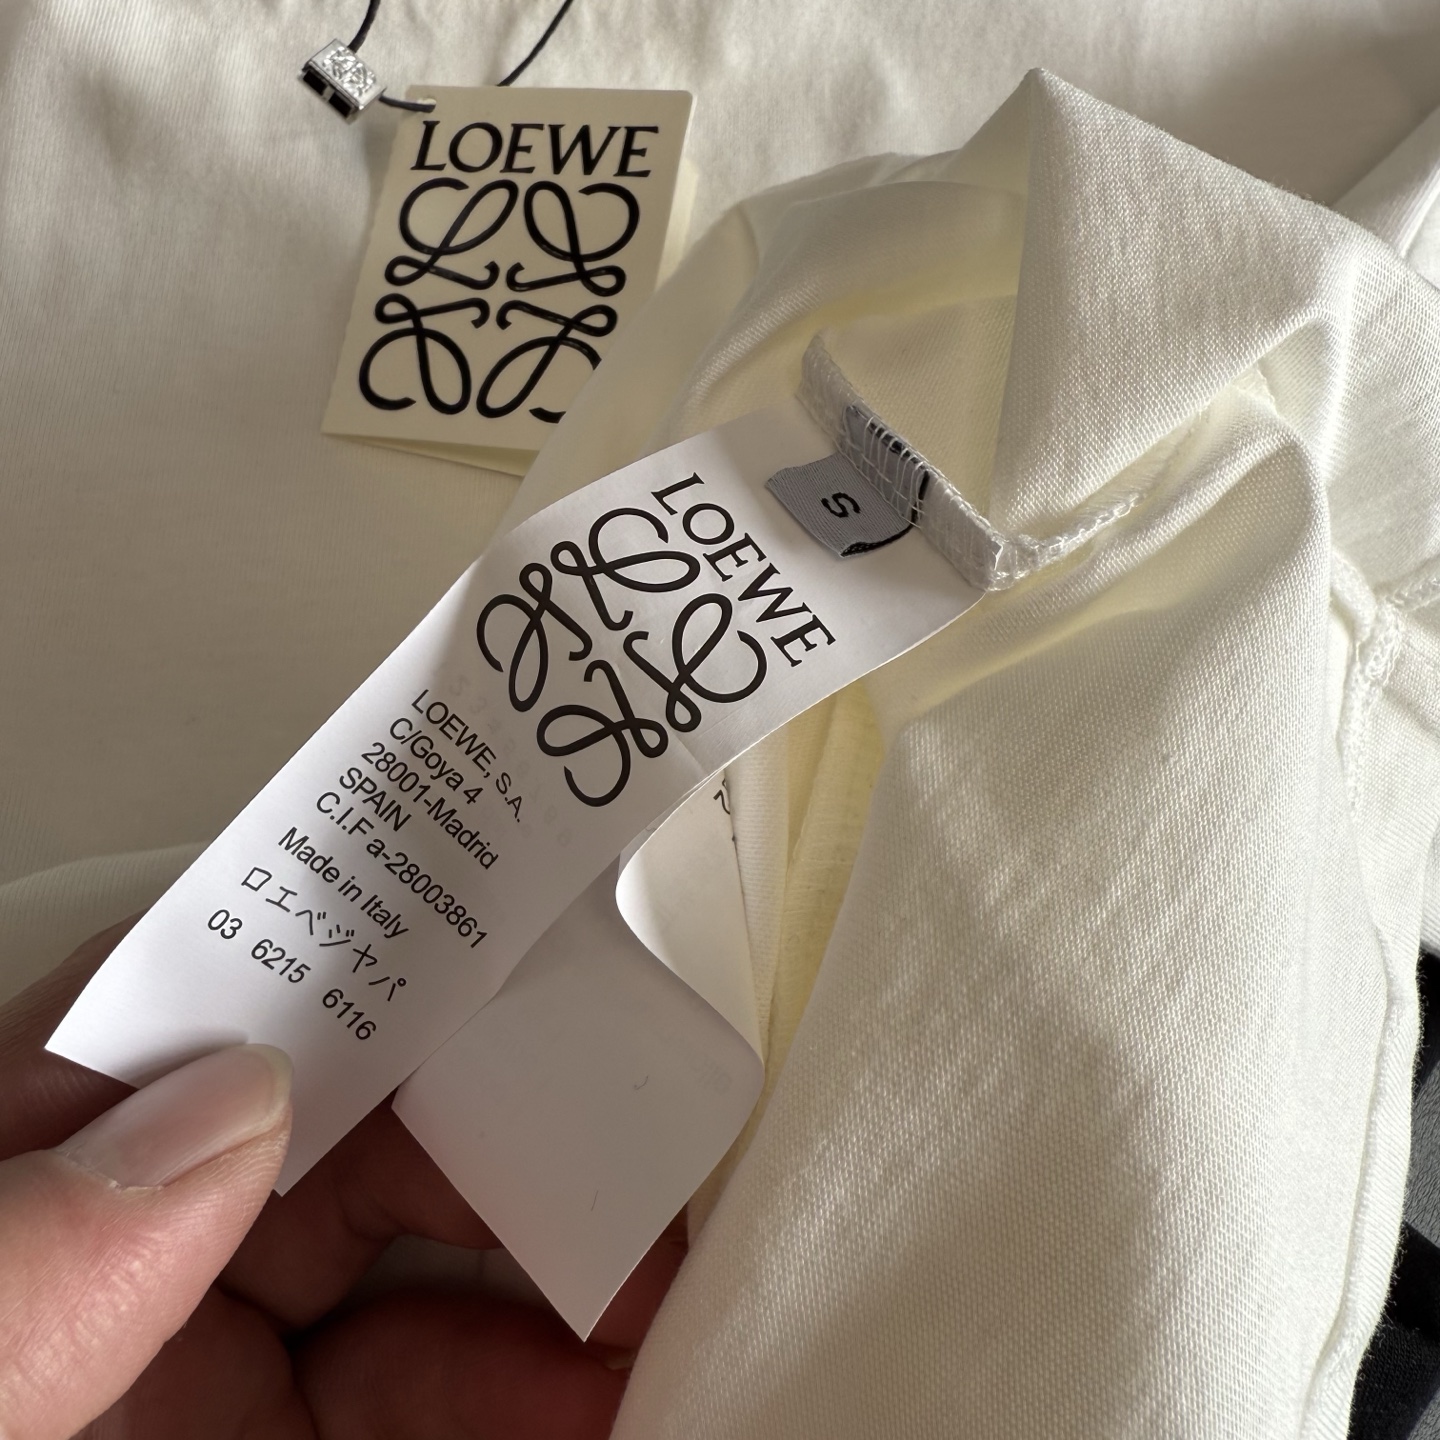 LOEWE
S
LOEWE
LOEWE, S.A.
C/Goya 4
28001-Madrid
SPAIN
C.I.F a-28003861
Made in Italy
ロエベジャパ
03 6215 6116